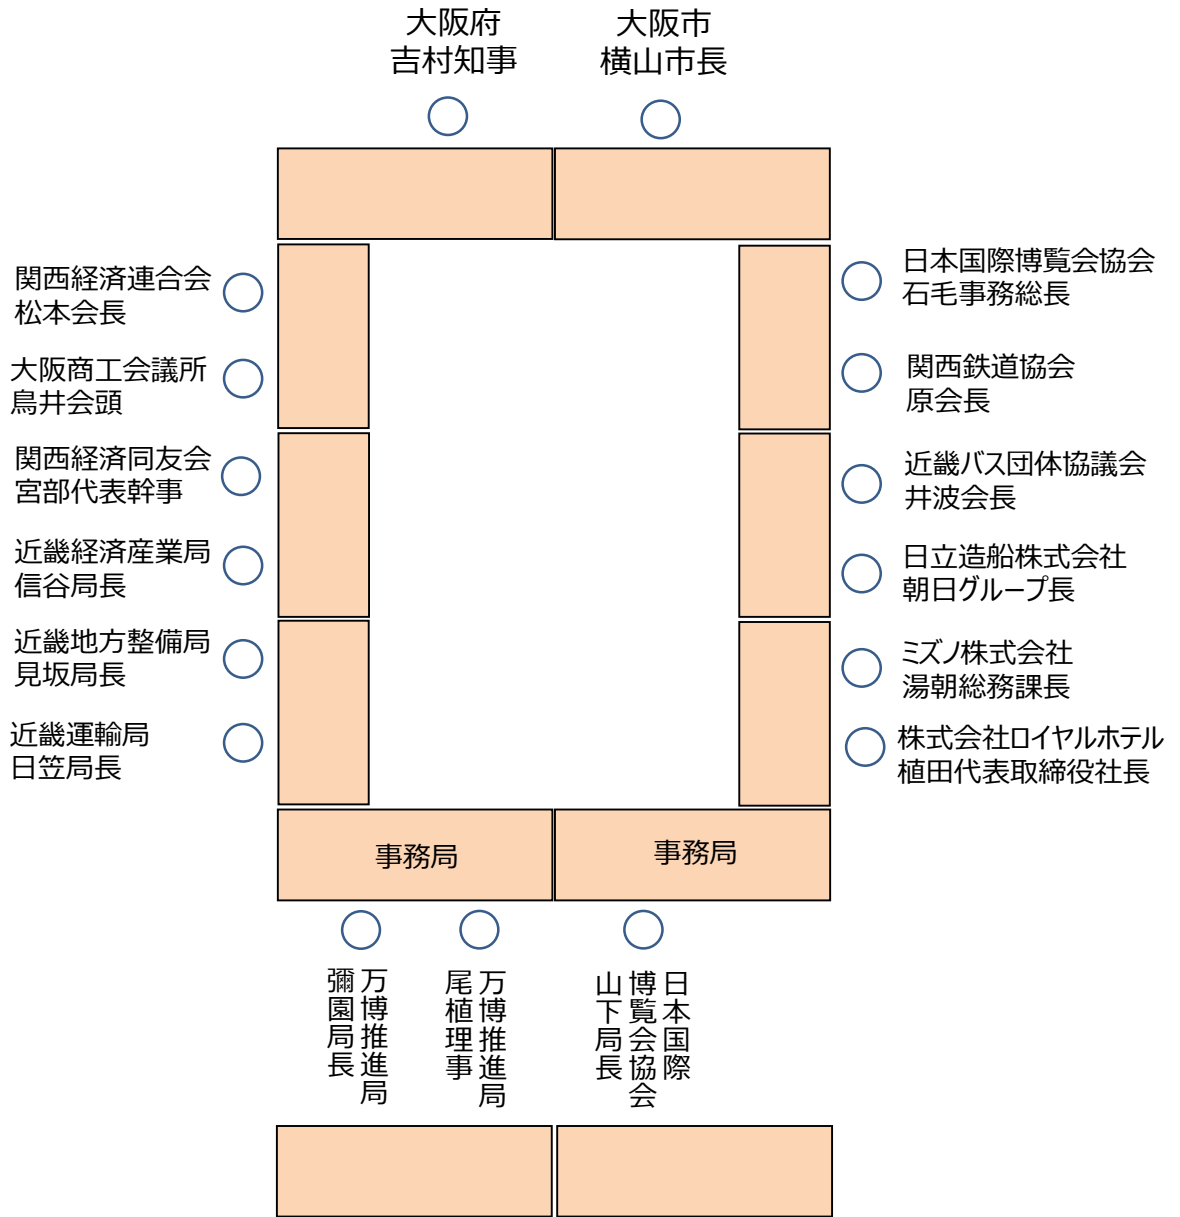 大阪府
吉村知事
大阪市
横山市長
関西経済連合会
松本会長
大阪商工会議所
鳥井会頭
関西経済同友会
宮部代表幹事
近畿経済産業局
信谷局長
近畿地方整備局
見坂局長
近畿運輸局
日笠局長
日本国際博覧会協会
石毛事務総長
関西鉄道協会
原会長
近畿バス団体協議会
井波会長
日立造船株式会社
朝日グループ長
ミズノ株式会社
湯朝総務課長
株式会社ロイヤルホテル
植田代表取締役社長
事務局
事務局
万博推進局
彌園局長
万博推進局
尾植理事
日本国際
博覧会協会
山下局長